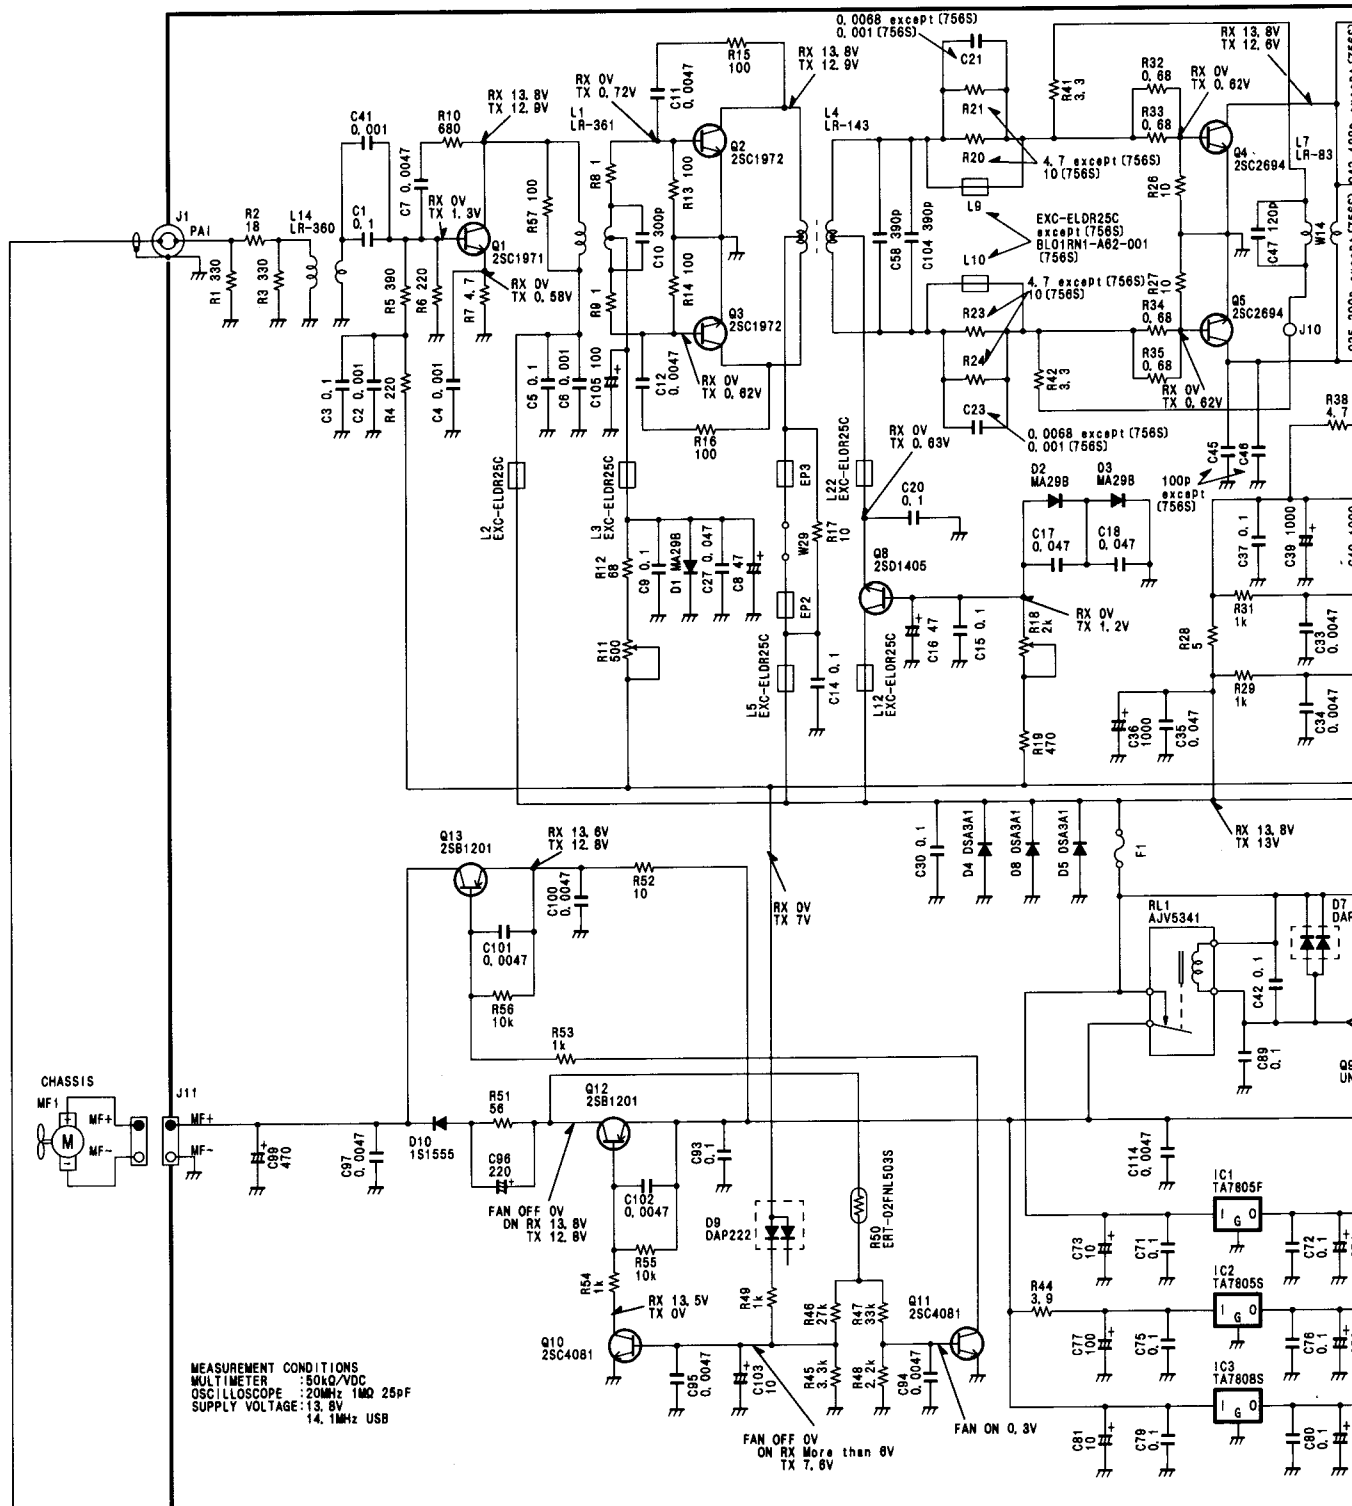 0.0068 except (756S)
0.001 (756S)
C21
R15
100
RX 13.8V
TX 12.9V
RX 0V
TX 0.72V
C11
0.0047
L1
LR-361
RX 13.8V
TX 12.9V
R10
680
C41
0.001
C7 0.0047
C1
0.1
RX 0V
TX 1.3V
R57 100
R8 1
C10 300p
R13 100
Q2
2SC1972
L4
LR-143
R21
R20
4.7 except (756S)
10 (756S)
R41
3.3
R32
0.68
R33
0.68
RX 0V
TX 0.62V
RX 13.8V
TX 12.6V
Q4
2SC2694
L7
LR-83
R26
10
C47 120p
W14
L9
EXC-ELDR25C
except (756S)
BL01RN1-A62-001
(756S)
L10
C58 390p
C104 390p
J1
PAI
R2
18
L14
LR-360
R1 330
R3 330
Q1
2SC1971
RX 0V
TX 0.58V
R5 390
R6 220
R7 4.7
R9 1
R14 100
Q3
2SC1972
4.7 except (756S)
10 (756S)
R23
R24
R27
10
R34
0.68
R35
0.68
Q5
2SC2694
J10
RX 0V
TX 0.62V
C3 0.1
C2 0.001
R4 220
C4 0.001
C5 0.1
C6 0.001
C105 100
C12
0.0047
RX 0V
TX 0.62V
R16
100
C23
0.0068 except (756S)
0.001 (756S)
R42
3.3
R38
4.7
RX 0V
TX 0.63V
C45
C46
100p
except
(756S)
L2
EXC-ELDR25C
L3
EXC-ELDR25C
EP3
L22
EXC-ELDR25C
C20
0.1
D2
MA29B
D3
MA29B
C17
0.047
C18
0.047
C37 0.1
C39 1000
R12
68
C9 0.1
D1 MA29B
C27 0.047
C8 47
W29
R17
10
Q8
2SD1405
EP2
R11
500
C16 47
C15 0.1
R18
2k
RX 0V
7X 1.2V
R31
1k
C33
0.0047
R28
5
R29
1k
C34
0.0047
L5
EXC-ELDR25C
C14 0.1
L12
EXC-ELDR25C
R19
470
C36
1000
C35
0.047
Q13
2SB1201
RX 13.6V
TX 12.8V
R52
10
C100
0.0047
RX 0V
TX 7V
C30 0.1
D4 DSA3A1
D8 DSA3A1
D5 DSA3A1
F1
RX 13.8V
TX 13V
RL1
AJV5341
D7
DAP
C101
0.0047
R56
10k
C42 0.1
R53
1k
C89
0.1
Q9
UN
CHASSIS
MF1
MF+
MF-
J11
MF+
MF-
C99
470
C97
0.0047
D10
1S1555
R51
56
C96
220
Q12
2SB1201
C93
0.1
FAN OFF 0V
ON RX 13.8V
TX 12.8V
C102
0.0047
R55
10k
R54
1k
RX 13.5V
TX 0V
D9
DAP222
R50
ERT-D2FNL503S
C114
0.0047
IC1
TA7805F
I G O
C73
10
C71
0.1
C72
0.1
R49
1k
R46
27k
R47
33k
Q11
2SC4081
R44
3.9
IC2
TA7805S
I G O
C77
100
C75
0.1
C76
0.1
Q10
2SC4081
C95
0.0047
C103
10
R45
3.3k
R48
2.2k
C94
0.0047
FAN ON 0.3V
FAN OFF 0V
ON RX More than 6V
TX 7.6V
IC3
TA7808S
I G O
C81
10
C79
0.1
C80
0.1
MEASUREMENT CONDITIONS
MULTIMETER :50kΩ/VDC
OSCILLOSCOPE :20MHz 1MΩ 25pF
SUPPLY VOLTAGE:13.8V
14.1MHz USB